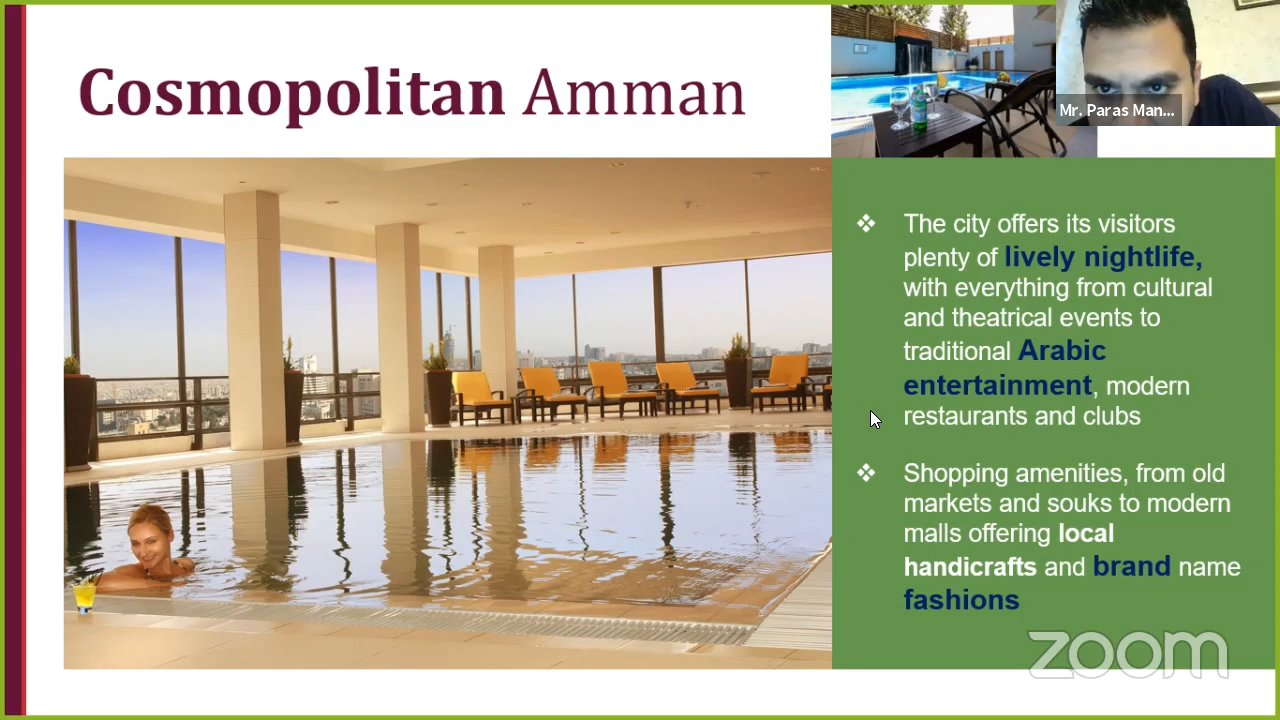 Cosmopolitan Amman
Mr. Paras Man...
❖ The city offers its visitors
plenty of lively nightlife,
with everything from cultural
and theatrical events to
traditional Arabic
entertainment, modern
restaurants and clubs
❖ Shopping amenities, from old
markets and souks to modern
malls offering local
handicrafts and brand name
fashions
zoom